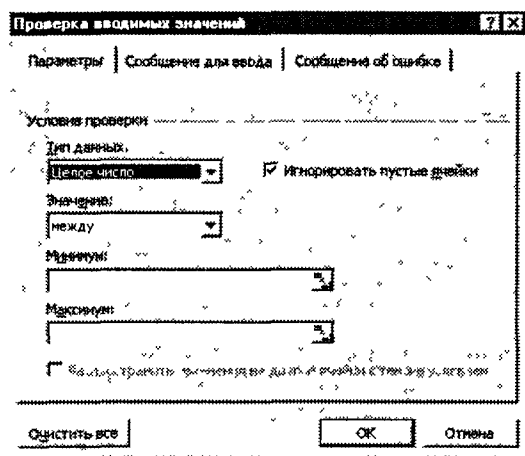 Проверка вводимых значений
Параметры Сообщение для ввода Сообщение об ошибке
Условие проверки
Тип данных:
Целое число Игнорировать пустые ячейки
Значение:
между
Минимум:
Максимум:
Очистить все ОК Отмена